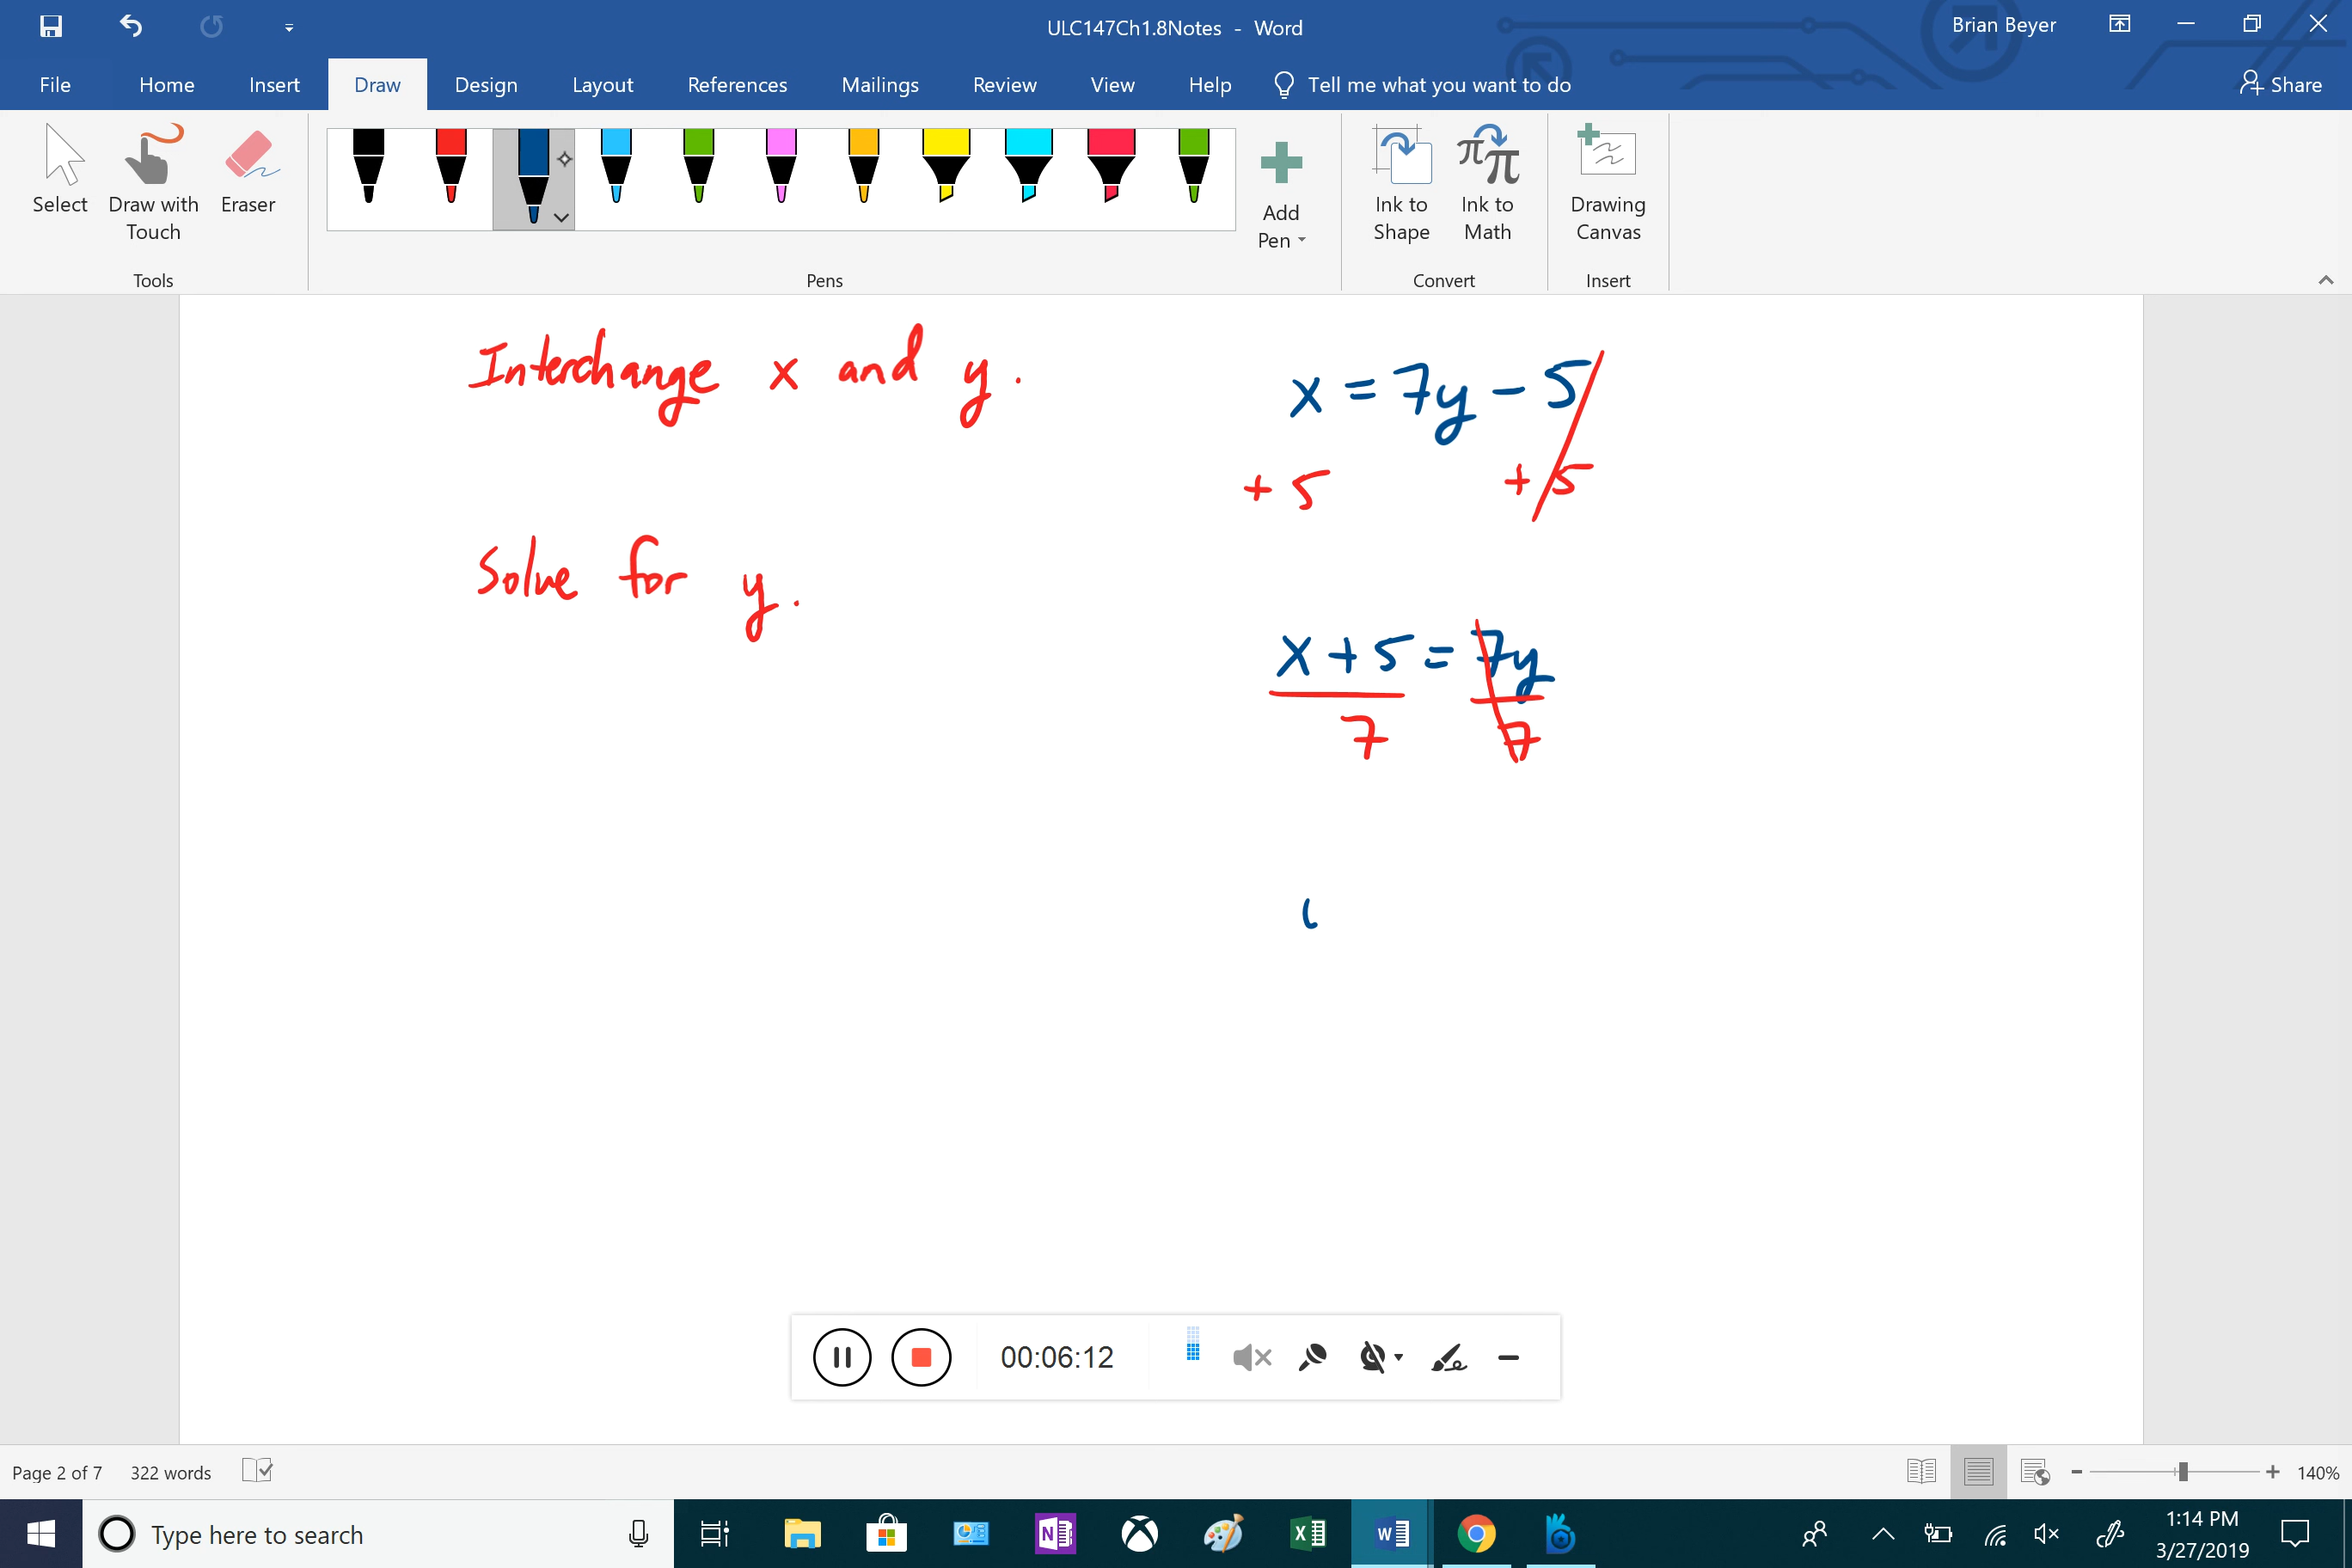 ULC147Ch1.8Notes - Word
Brian Beyer
File Home Insert Draw Design Layout References Mailings Review View Help Tell me what you want to do Share
Select Draw with Touch Eraser
Add Pen
Ink to Shape Ink to Math
Drawing Canvas
Tools Pens Convert Insert
Interchange x and y.
x = 7y - 5
+ 5 + 5
Solve for y.
x + 5 = 7y
7 7
00:06:12
Page 2 of 7 322 words 140%
Type here to search
1:14 PM
3/27/2019